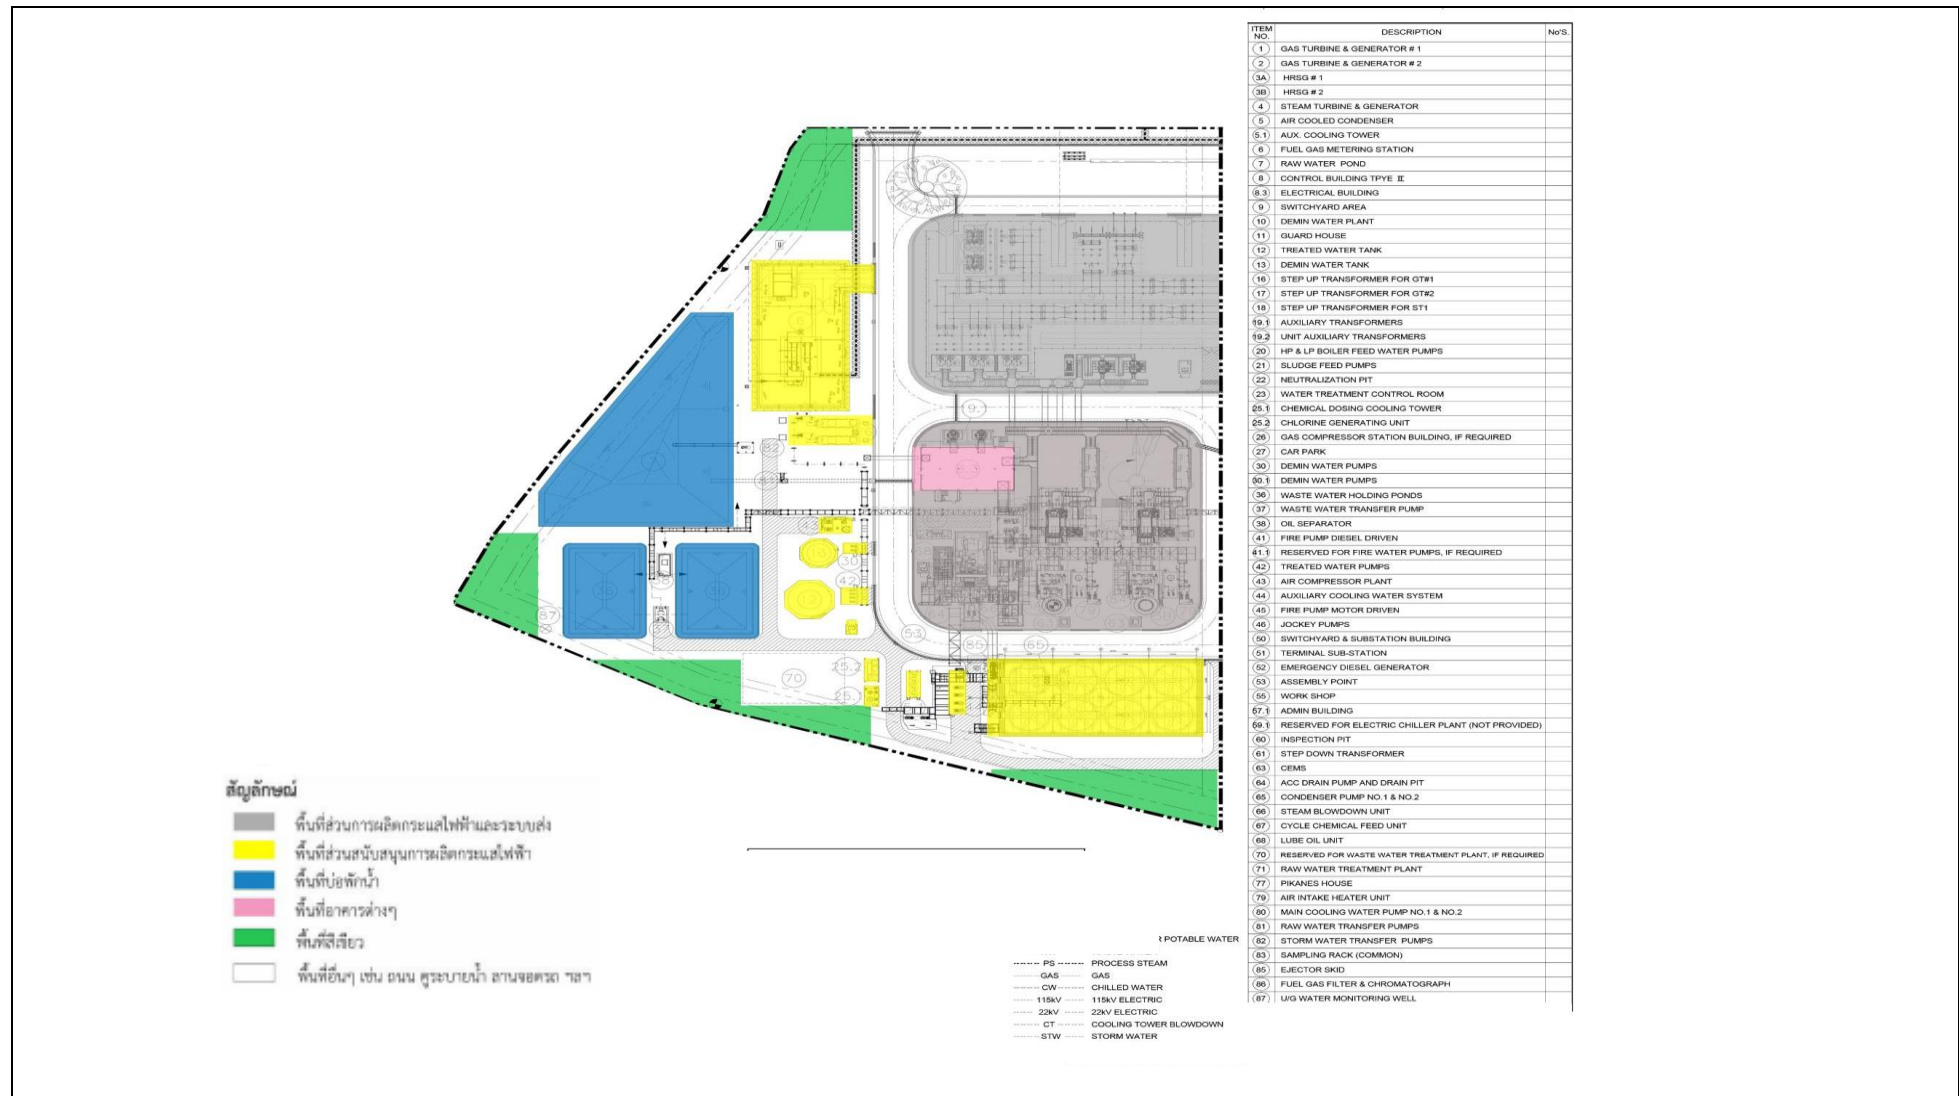 ITEM NO. DESCRIPTION No'S.
1 GAS TURBINE & GENERATOR # 1
2 GAS TURBINE & GENERATOR # 2
3A HRSG # 1
3B HRSG # 2
4 STEAM TURBINE & GENERATOR
5 AIR COOLED CONDENSER
5.1 AUX. COOLING TOWER
6 FUEL GAS METERING STATION
7 RAW WATER POND
8 CONTROL BUILDING TPYE II
8.3 ELECTRICAL BUILDING
9 SWITCHYARD AREA
10 DEMIN WATER PLANT
11 GUARD HOUSE
12 TREATED WATER TANK
13 DEMIN WATER TANK
16 STEP UP TRANSFORMER FOR GT#1
17 STEP UP TRANSFORMER FOR GT#2
18 STEP UP TRANSFORMER FOR ST1
19.1 AUXILIARY TRANSFORMERS
19.2 UNIT AUXILIARY TRANSFORMERS
20 HP & LP BOILER FEED WATER PUMPS
21 SLUDGE FEED PUMPS
22 NEUTRALIZATION PIT
23 WATER TREATMENT CONTROL ROOM
25.1 CHEMICAL DOSING COOLING TOWER
25.2 CHLORINE GENERATING UNIT
26 GAS COMPRESSOR STATION BUILDING, IF REQUIRED
27 CAR PARK
30 DEMIN WATER PUMPS
30.1 DEMIN WATER PUMPS
36 WASTE WATER HOLDING PONDS
37 WASTE WATER TRANSFER PUMP
38 OIL SEPARATOR
41 FIRE PUMP DIESEL DRIVEN
41.1 RESERVED FOR FIRE WATER PUMPS, IF REQUIRED
42 TREATED WATER PUMPS
43 AIR COMPRESSOR PLANT
44 AUXILIARY COOLING WATER SYSTEM
45 FIRE PUMP MOTOR DRIVEN
46 JOCKEY PUMPS
50 SWITCHYARD & SUBSTATION BUILDING
51 TERMINAL SUB-STATION
52 EMERGENCY DIESEL GENERATOR
53 ASSEMBLY POINT
55 WORK SHOP
57.1 ADMIN BUILDING
59.1 RESERVED FOR ELECTRIC CHILLER PLANT (NOT PROVIDED)
60 INSPECTION PIT
61 STEP DOWN TRANSFORMER
63 CEMS
64 ACC DRAIN PUMP AND DRAIN PIT
65 CONDENSER PUMP NO.1 & NO.2
66 STEAM BLOWDOWN UNIT
67 CYCLE CHEMICAL FEED UNIT
68 LUBE OIL UNIT
70 RESERVED FOR WASTE WATER TREATMENT PLANT, IF REQUIRED
71 RAW WATER TREATMENT PLANT
77 PIKANES HOUSE
79 AIR INTAKE HEATER UNIT
80 MAIN COOLING WATER PUMP NO.1 & NO.2
81 RAW WATER TRANSFER PUMPS
82 STORM WATER TRANSFER PUMPS
83 SAMPLING RACK (COMMON)
85 EJECTOR SKID
86 FUEL GAS FILTER & CHROMATOGRAPH
87 U/G WATER MONITORING WELL
9.
82
43
13
30
42
12
36
36
87
53
85
65
70
25.2
25.1
สัญลักษณ์
พื้นที่ส่วนการผลิตกระแสไฟฟ้าและระบบส่ง
พื้นที่ส่วนสนับสนุนการผลิตกระแสไฟฟ้า
พื้นที่บ่อพักน้ำ
พื้นที่อาคารต่างๆ
พื้นที่สีเขียว
พื้นที่อื่นๆ เช่น ถนน คูระบายน้ำ ลานจอดรถ ฯลฯ
POTABLE WATER
PS PROCESS STEAM
GAS GAS
CW CHILLED WATER
115kV 115kV ELECTRIC
22kV 22kV ELECTRIC
CT COOLING TOWER BLOWDOWN
STW STORM WATER